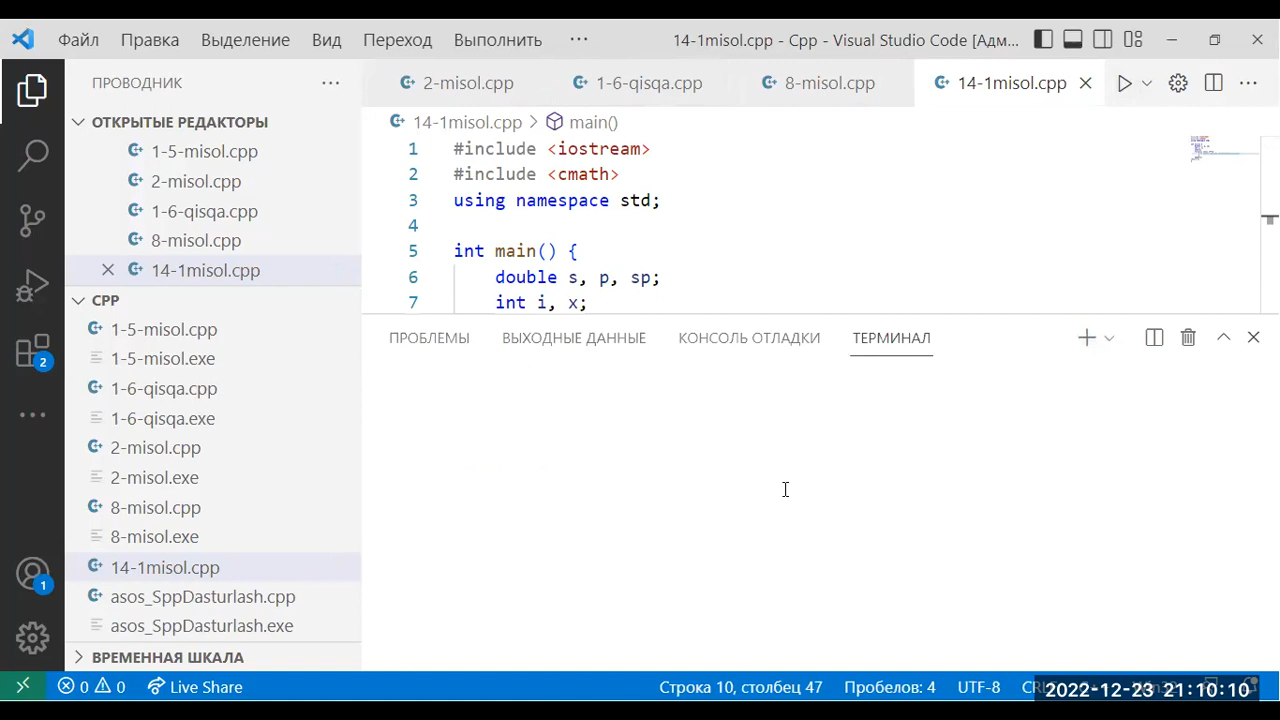 Файл Правка Выделение Вид Переход Выполнить ··· 14-1misol.cpp - Cpp - Visual Studio Code [Адм...
ПРОВОДНИК ···
ОТКРЫТЫЕ РЕДАКТОРЫ
1-5-misol.cpp
2-misol.cpp
1-6-qisqa.cpp
8-misol.cpp
14-1misol.cpp
CPP
1-5-misol.cpp
1-5-misol.exe
1-6-qisqa.cpp
1-6-qisqa.exe
2-misol.cpp
2-misol.exe
8-misol.cpp
8-misol.exe
14-1misol.cpp
asos_SppDasturlash.cpp
asos_SppDasturlash.exe
ВРЕМЕННАЯ ШКАЛА
2
1
2-misol.cpp 1-6-qisqa.cpp 8-misol.cpp 14-1misol.cpp
14-1misol.cpp > main()
1 #include <iostream>
2 #include <cmath>
3 using namespace std;
4
5 int main() {
6 double s, p, sp;
7 int i, x;
ПРОБЛЕМЫ ВЫХОДНЫЕ ДАННЫЕ КОНСОЛЬ ОТЛАДКИ ТЕРМИНАЛ
0 0 Live Share Строка 10, столбец 47 Пробелов: 4 UTF-8
2022-12-23 21:10:10